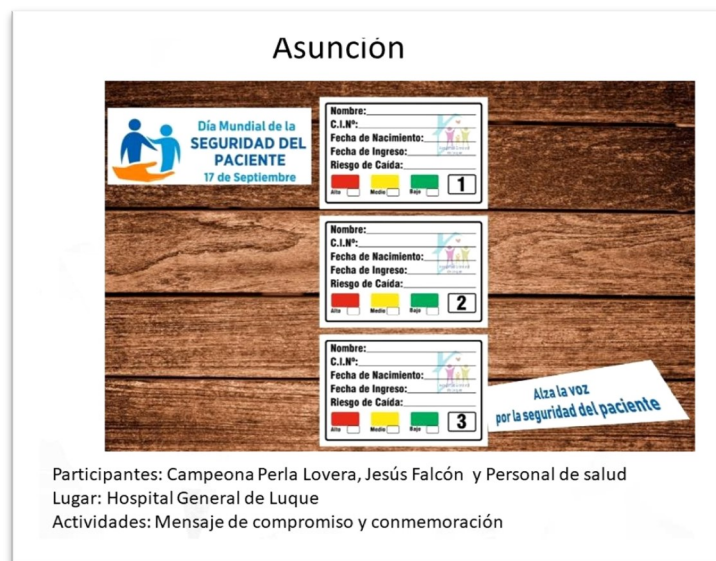 Asunción
Día Mundial de la
SEGURIDAD DEL
PACIENTE
17 de Septiembre
Nombre:
C.I.Nº:
Fecha de Nacimiento:
Fecha de Ingreso:
Riesgo de Caída:
Alto Medio Bajo 1
Nombre:
C.I.Nº:
Fecha de Nacimiento:
Fecha de Ingreso:
Riesgo de Caída:
Alto Medio Bajo 2
Nombre:
C.I.Nº:
Fecha de Nacimiento:
Fecha de Ingreso:
Riesgo de Caída:
Alto Medio Bajo 3
Alza la voz
por la seguridad del paciente
Participantes: Campeona Perla Lovera, Jesús Falcón y Personal de salud
Lugar: Hospital General de Luque
Actividades: Mensaje de compromiso y conmemoración